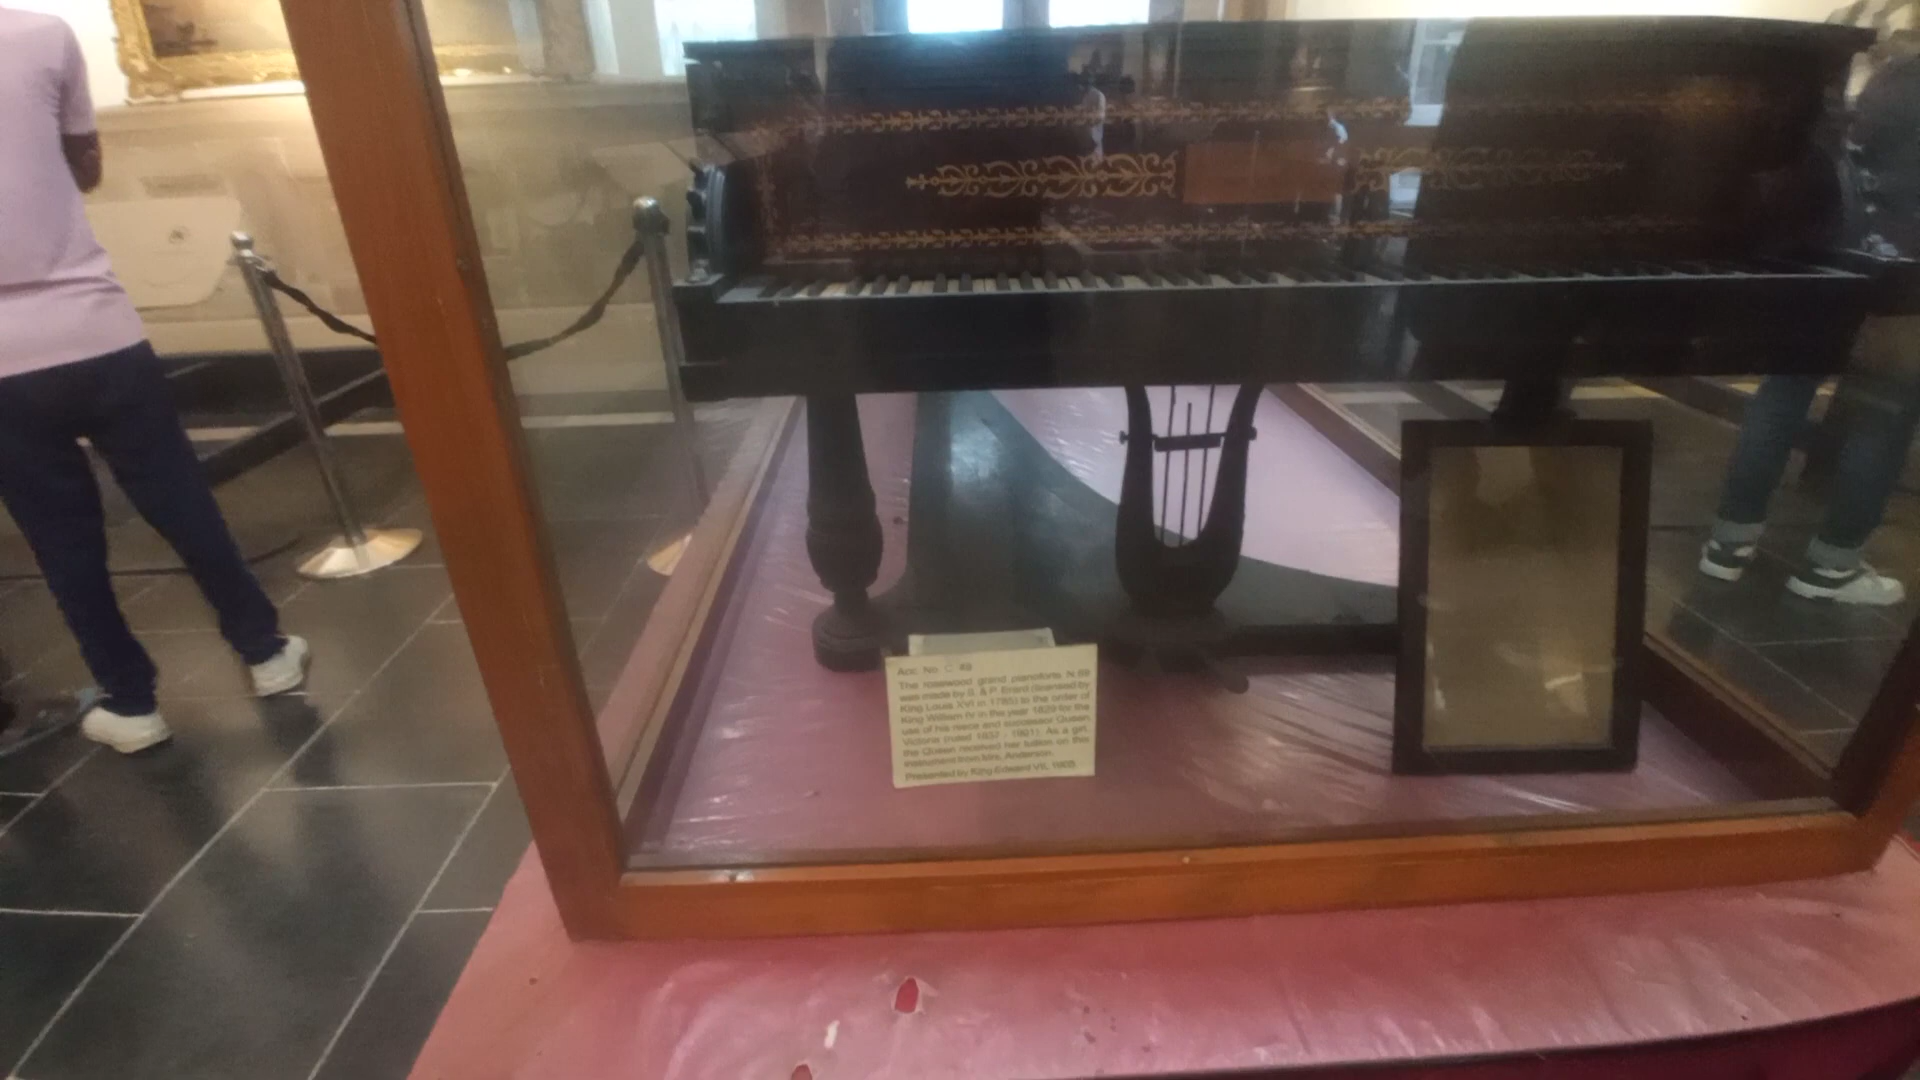 Acc. No. C 49
The rosewood grand pianoforte N.69
was made by S. & P. Erard (licensed by
King Louis XVI in 1785) to the order of
King William IV in the year 1829 for the
use of his niece and successor Queen
Victoria (ruled 1837 - 1901). As a girl,
the Queen received her tuition on this
instrument from Mrs. Anderson.
Presented by King Edward VII,